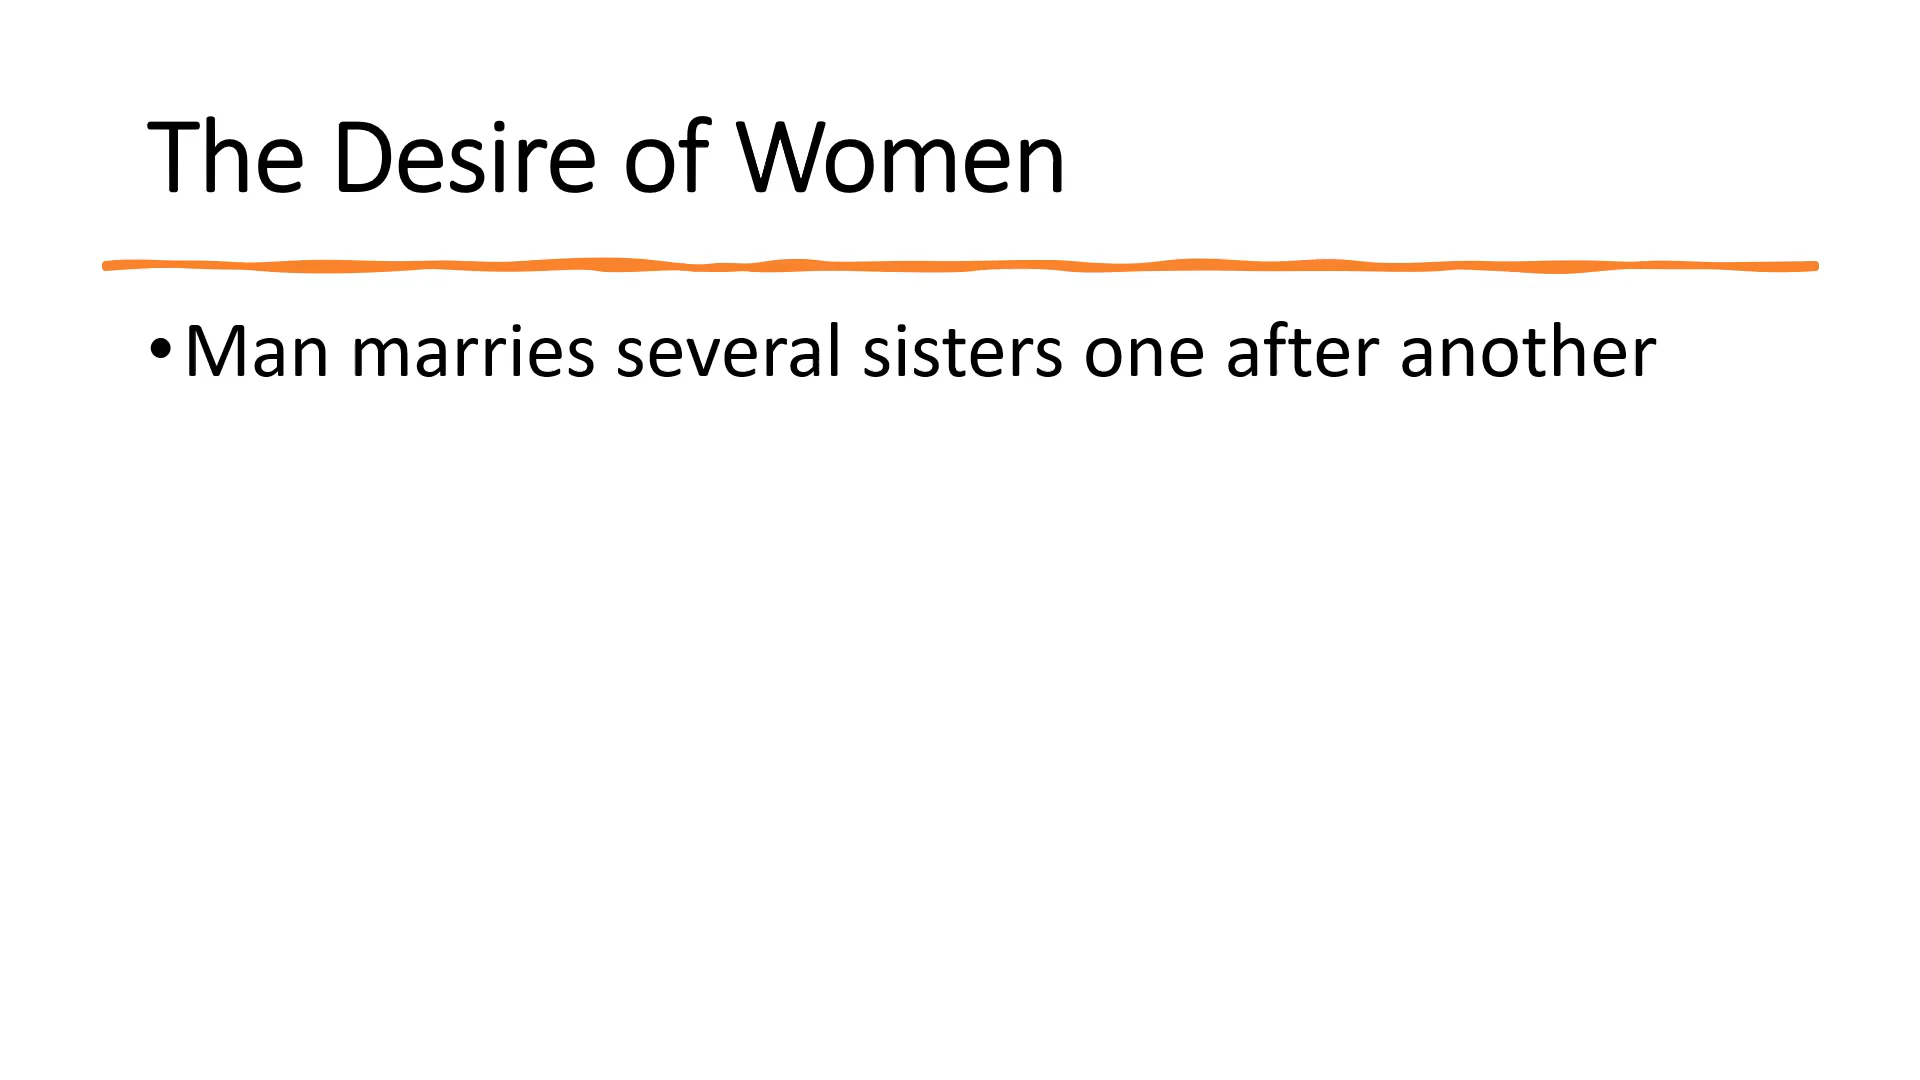 The Desire of Women
•Man marries several sisters one after another